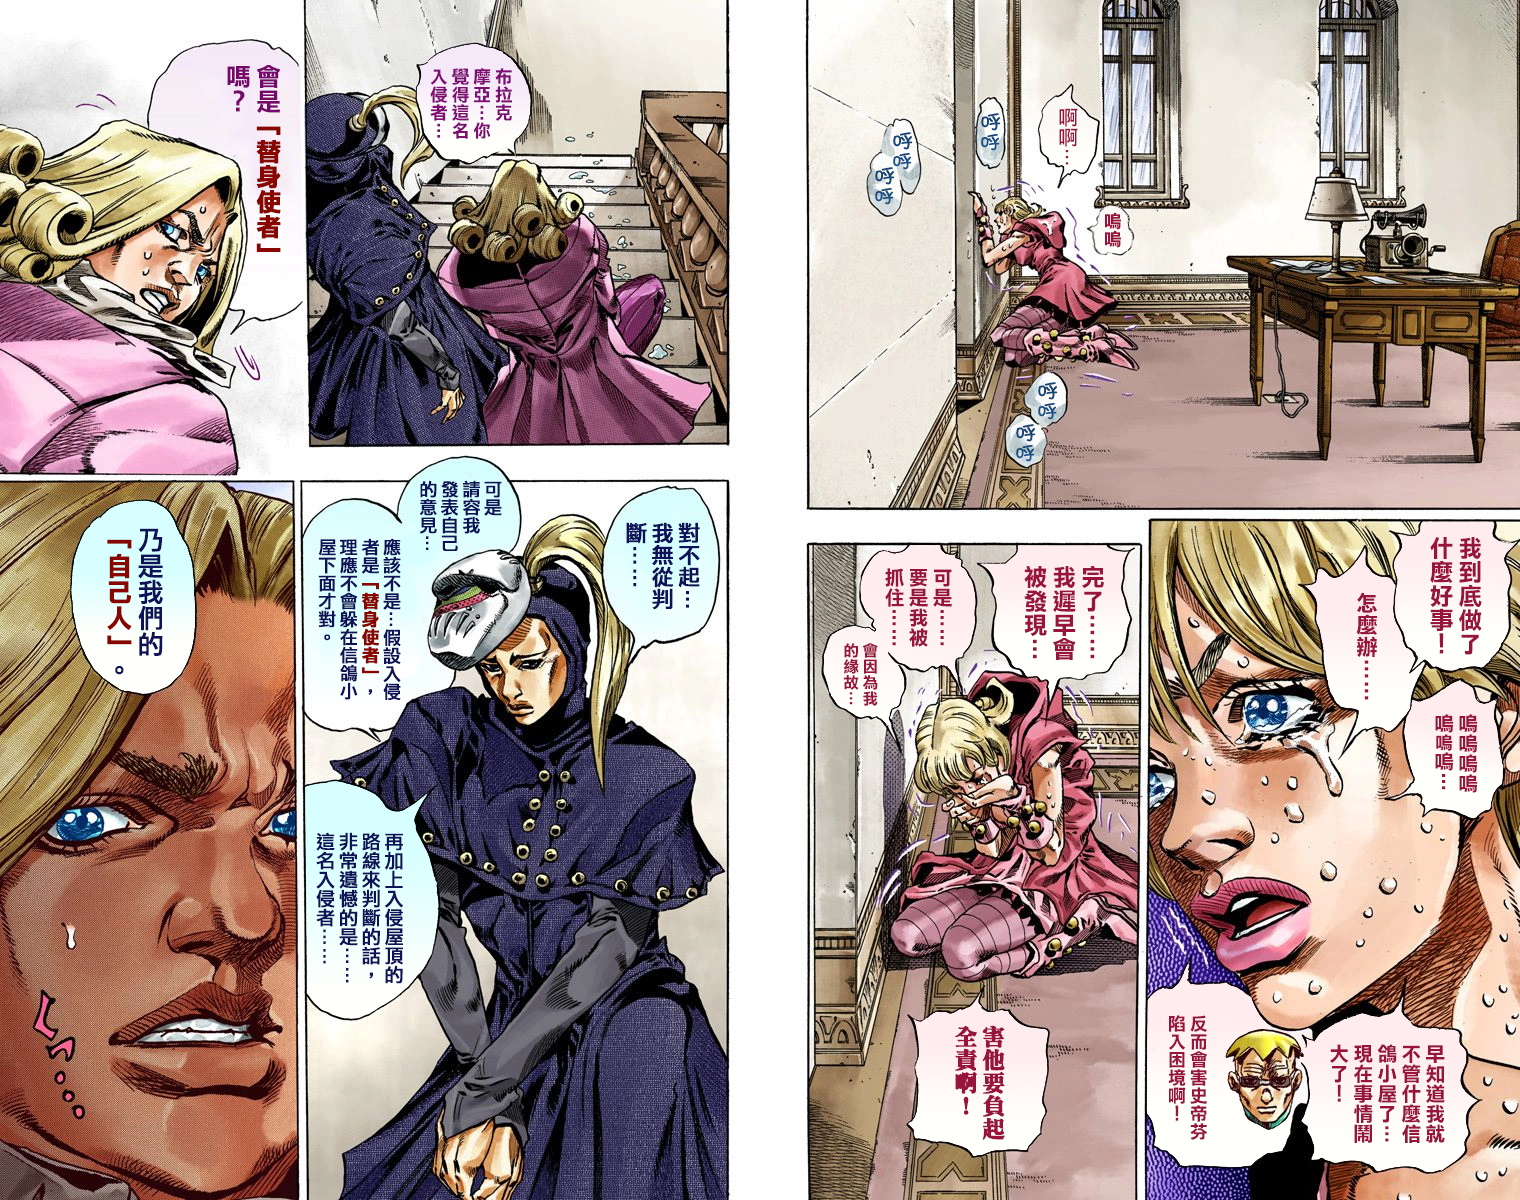 啊
啊…
嗚
嗚
呼
呼
呼
呼
呼
呼
呼
呼
呼
呼
我到底做了
什麼好事！
怎麼辦……
嗚嗚嗚嗚
嗚嗚嗚…
早知道我就
不管什麼信
鴿小屋了…
現在事情鬧
大了！
反而會害史帝芬
陷入困境啊！
完了……
我遲早會
被發現…
可是……
要是我被
抓住……
會因為我
的緣故…
害他要負起
全責啊！
布拉克
摩亞…你
覺得這名
入侵者…
會是「替身使者」
嗎？
對不起…
我無從判
斷……
可是
請容我
發表自己
的意見…
應該不是…假設入侵
者是「替身使者」，
理應不會躲在信鴿小
屋下面才對。
再加上入侵屋頂的
路線來判斷的話，
非常遺憾的是……
這名入侵者……
乃是我們的
「自己人」。
くっ…